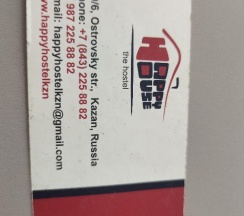 HAPPY
HOUSE
the hostel
/6, Ostrovsky str., Kazan, Russia
one: +7 (843) 225 88 82
987 225 88 82
mail: happyhostelkzn@gmail.com
www.happyhostelkzn